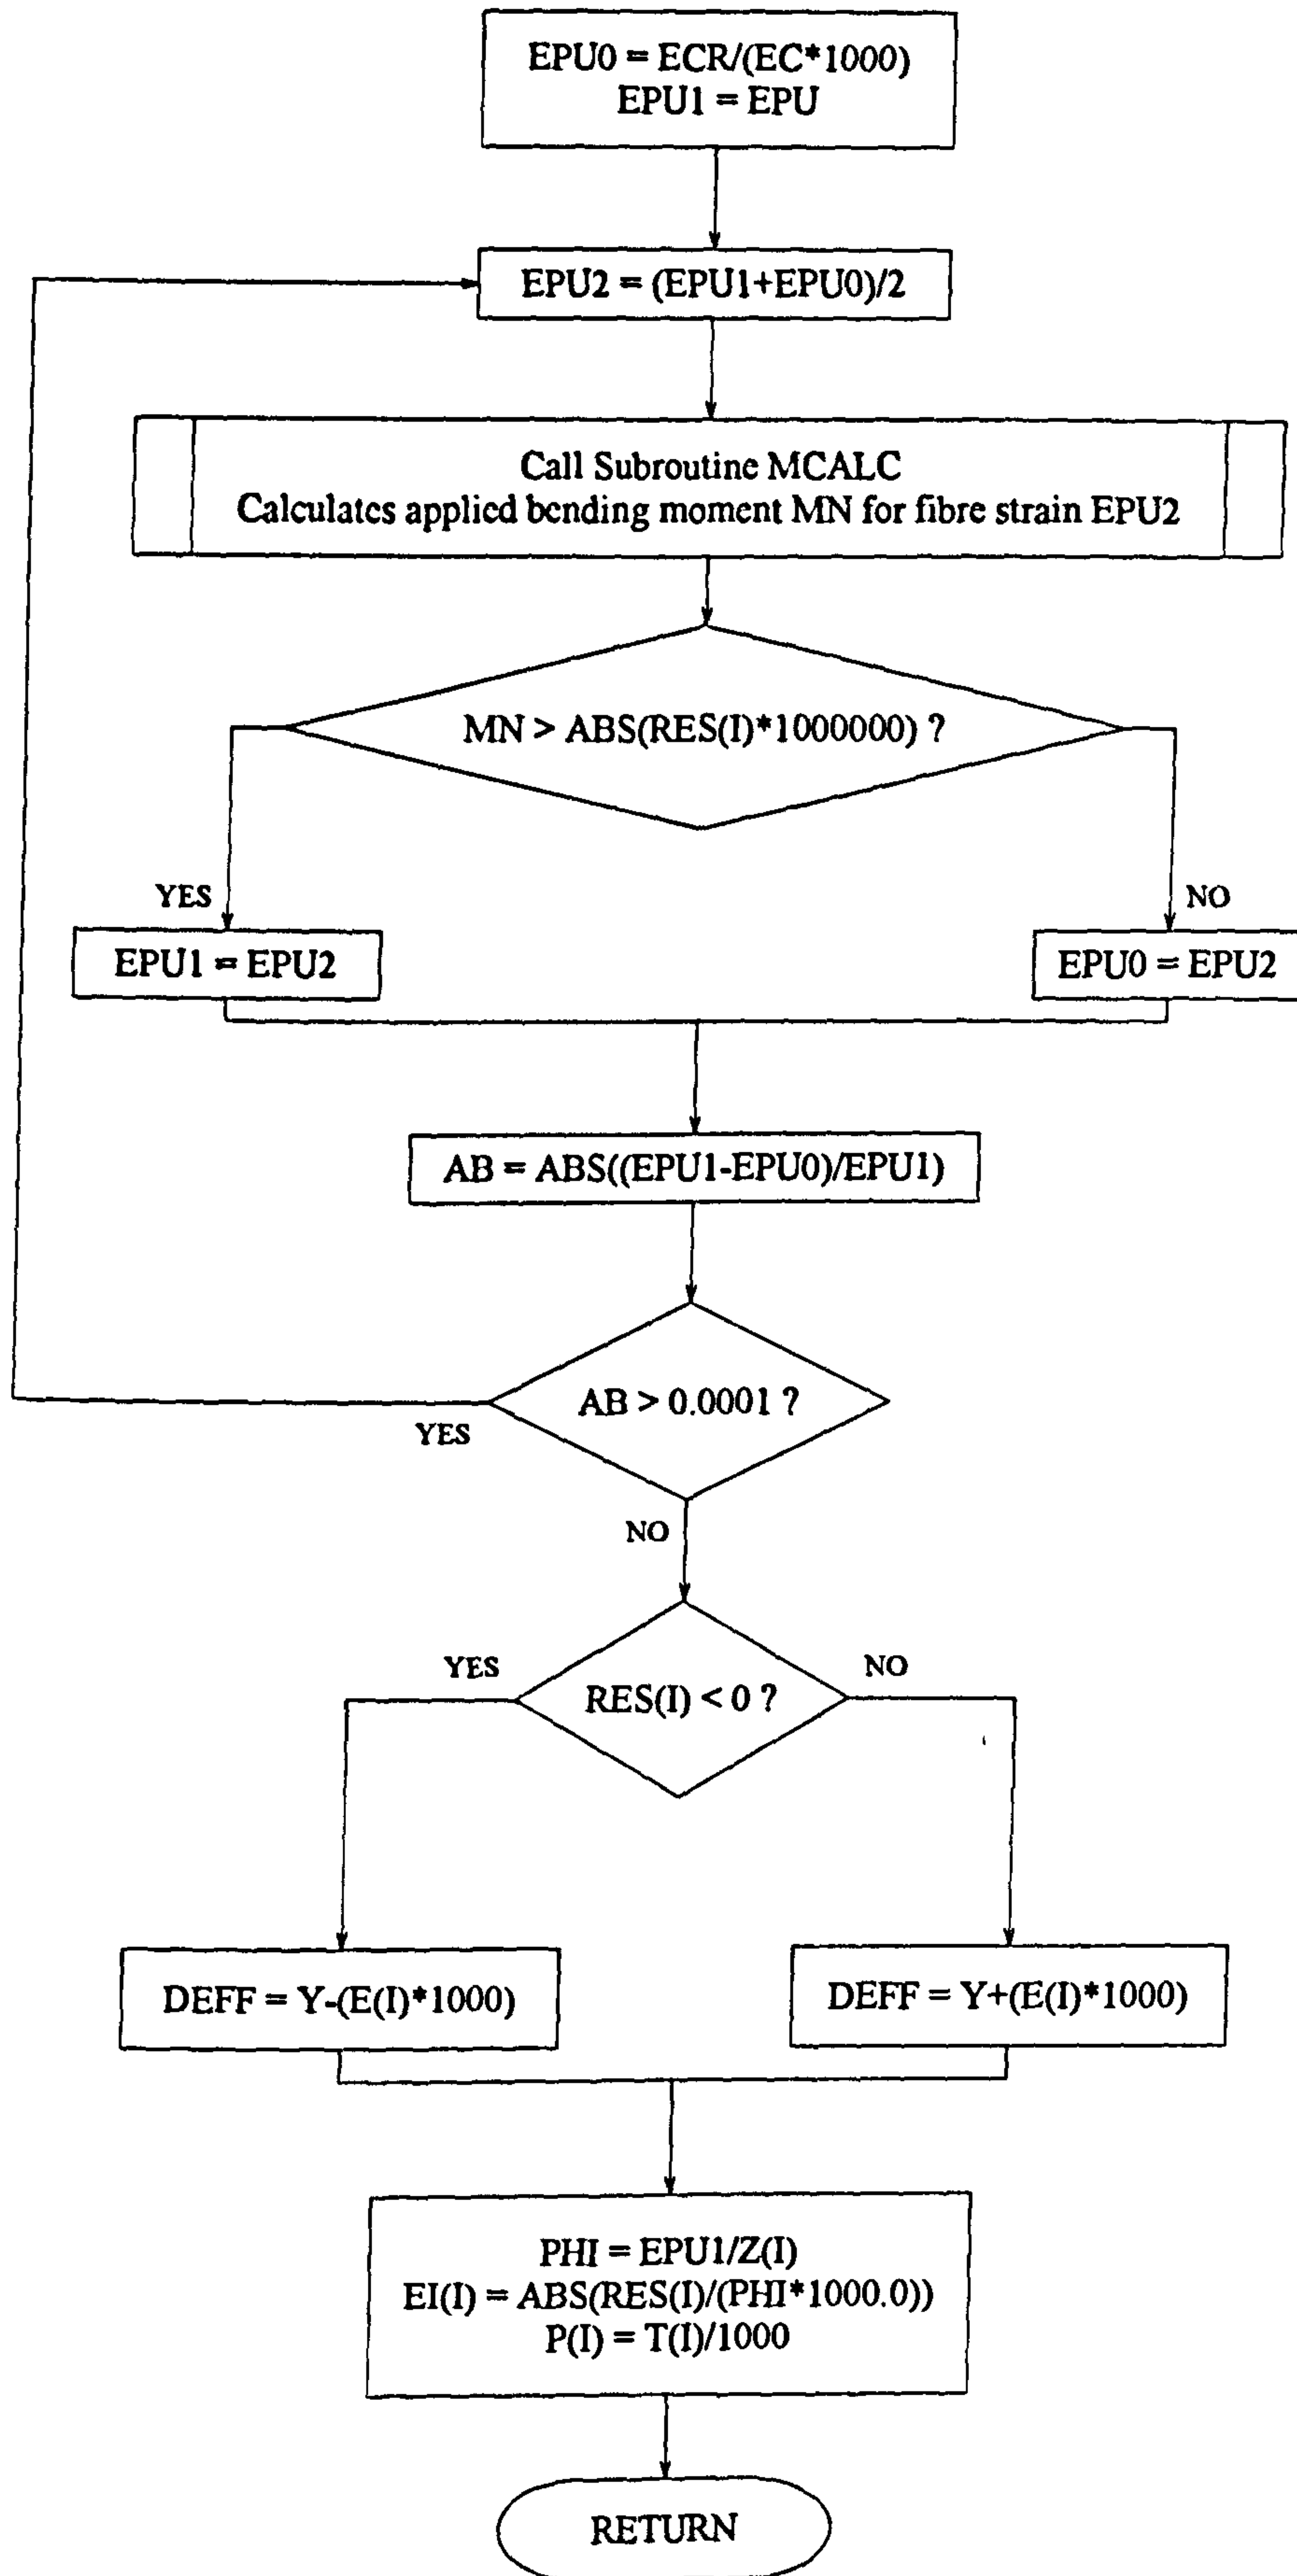 EPU0 = ECR/(EC*1000)
EPU1 = EPU
EPU2 = (EPU1+EPU0)/2
Call Subroutine MCALC
Calculates applied bending moment MN for fibre strain EPU2
MN > ABS(RES(I)*1000000) ?
YES
NO
EPU1 = EPU2
EPU0 = EPU2
AB = ABS((EPU1-EPU0)/EPU1)
AB > 0.0001 ?
YES
NO
YES
NO
RES(I) < 0 ?
DEFF = Y-(E(I)*1000)
DEFF = Y+(E(I)*1000)
PHI = EPU1/Z(I)
EI(I) = ABS(RES(I)/(PHI*1000.0))
P(I) = T(I)/1000
RETURN